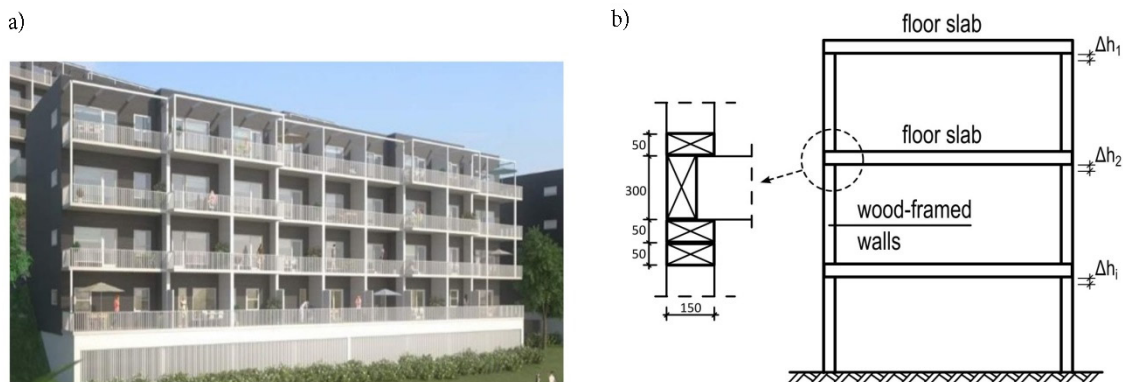 a)
b)
floor slab
Δh1
50
300
50
50
150
floor slab
Δh2
wood-framed
walls
Δhi